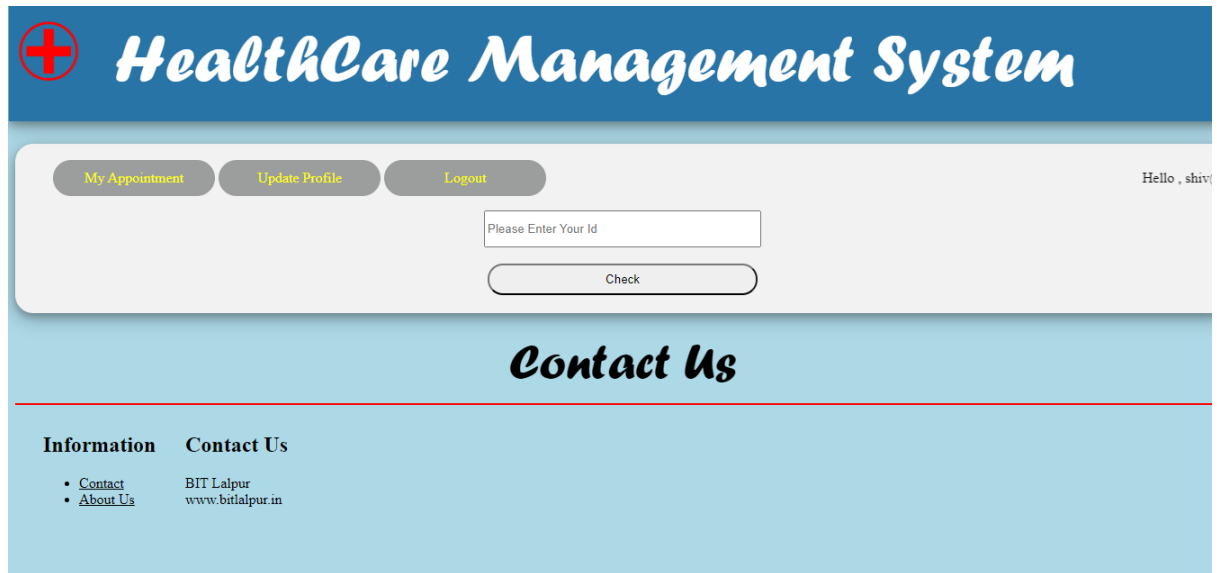 HealthCare Management System
My Appointment Update Profile Logout Hello , shiv
Please Enter Your Id
Check
Contact Us
Information Contact Us
• Contact BIT Lalpur
• About Us www.bitlalpur.in